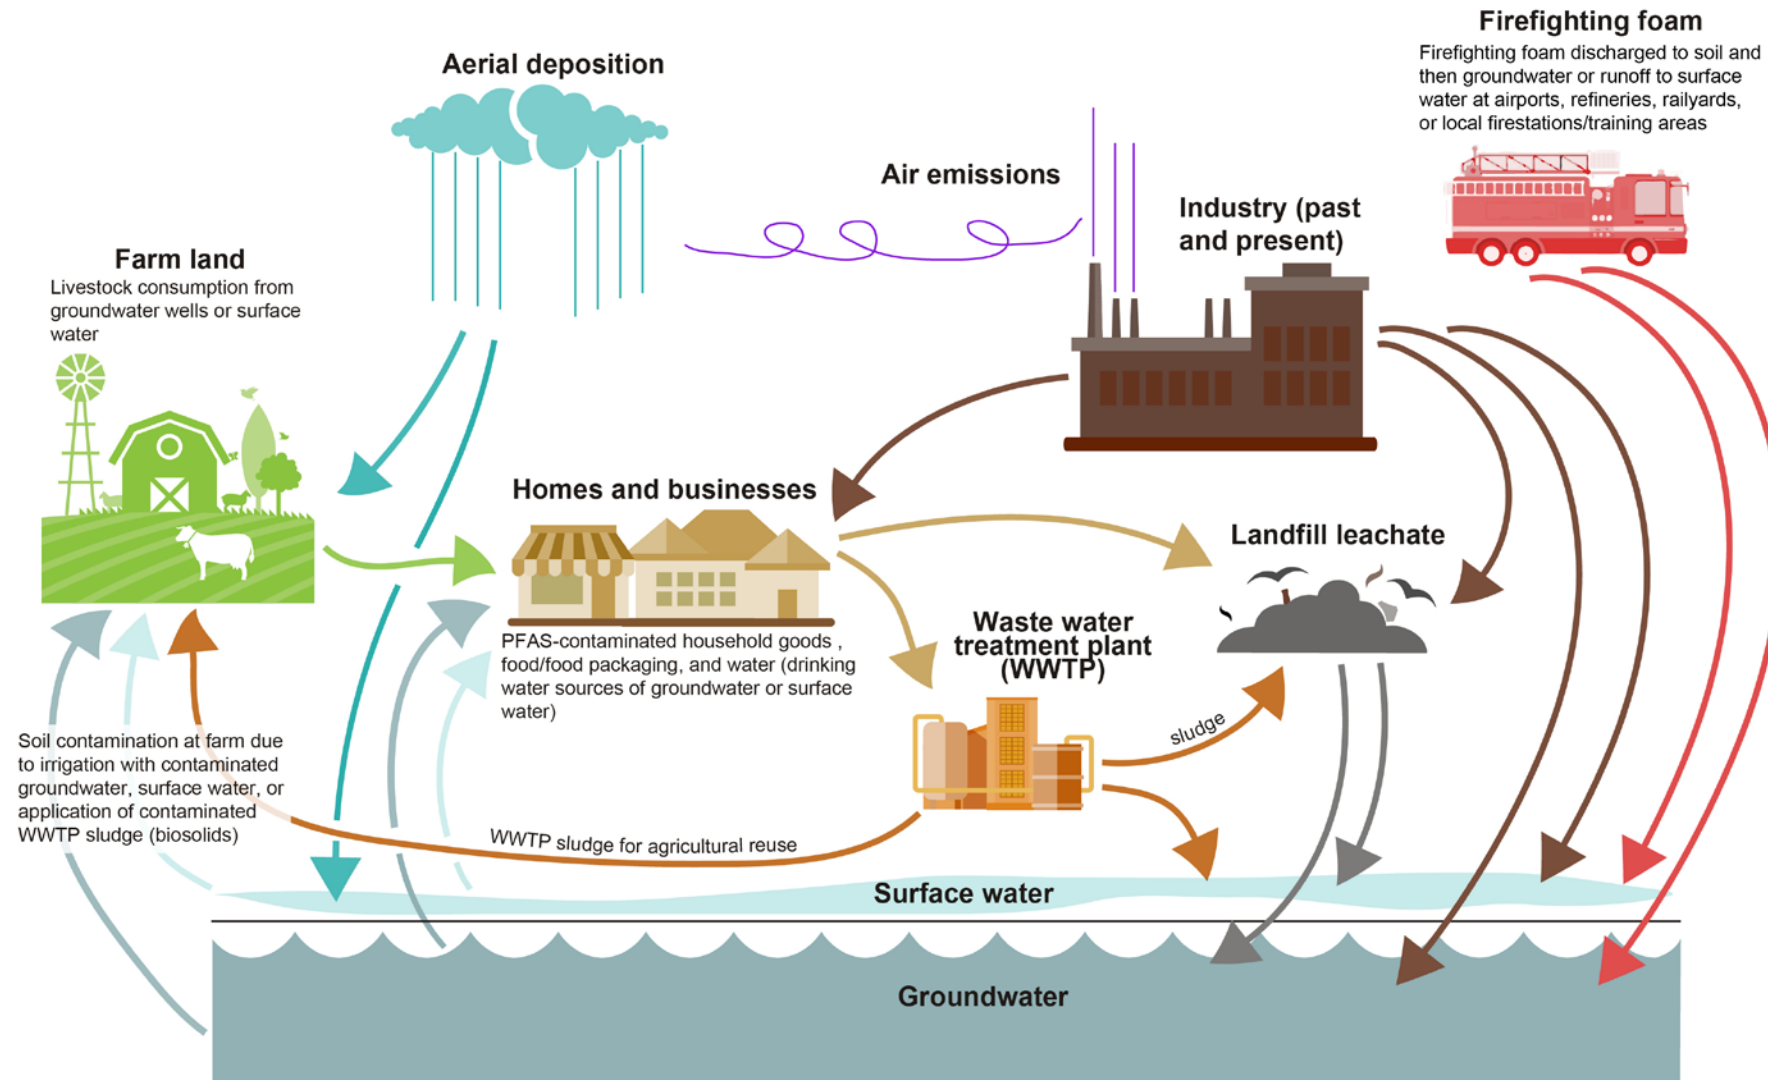 Firefighting foam
Firefighting foam discharged to soil and
then groundwater or runoff to surface
water at airports, refineries, railyards,
or local firestations/training areas
Aerial deposition
Air emissions
Industry (past
and present)
Farm land
Livestock consumption from
groundwater wells or surface
water
Homes and businesses
PFAS-contaminated household goods ,
food/food packaging, and water (drinking
water sources of groundwater or surface
water)
Landfill leachate
Waste water
treatment plant
(WWTP)
sludge
Soil contamination at farm due
to irrigation with contaminated
groundwater, surface water, or
application of contaminated
WWTP sludge (biosolids)
WWTP sludge for agricultural reuse
Surface water
Groundwater